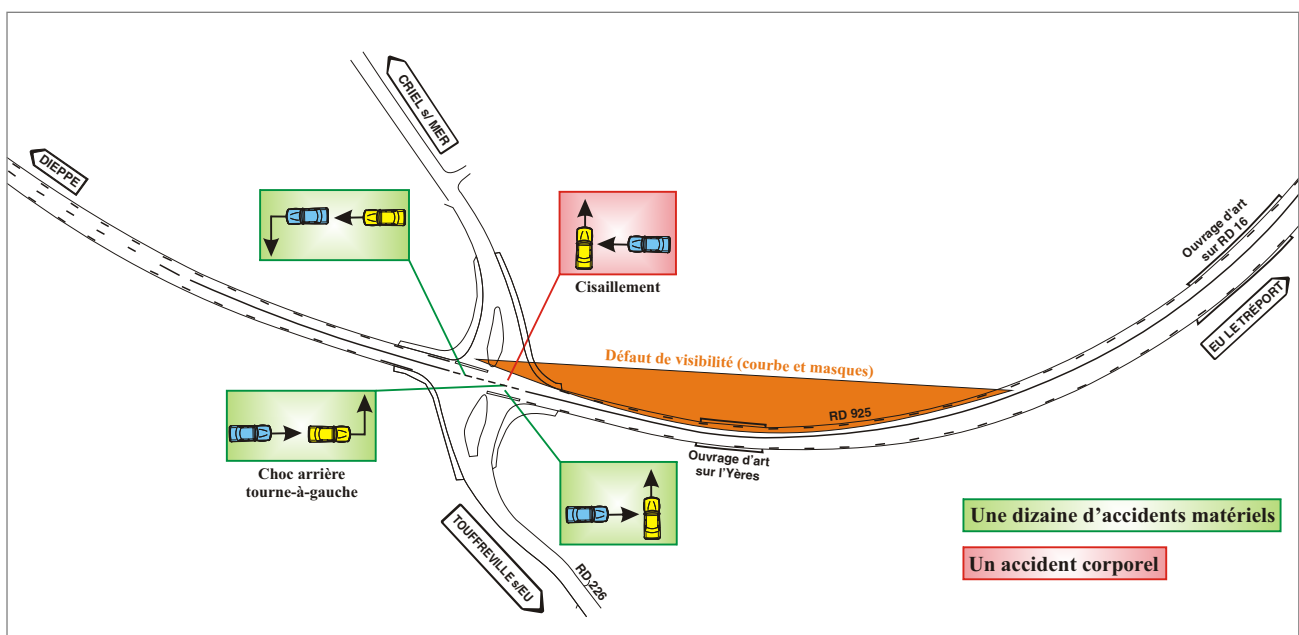 CRIEL s/ MER
DIEPPE
Cisaillement
Ouvrage d'art
sur RD 16
EU LE TRÉPORT
Défaut de visibilité (courbe et masques)
RD 925
Ouvrage d'art
sur l'Yères
Choc arrière
tourne-à-gauche
TOUFFREVILLE s/EU
RD 226
Une dizaine d'accidents matériels
Un accident corporel